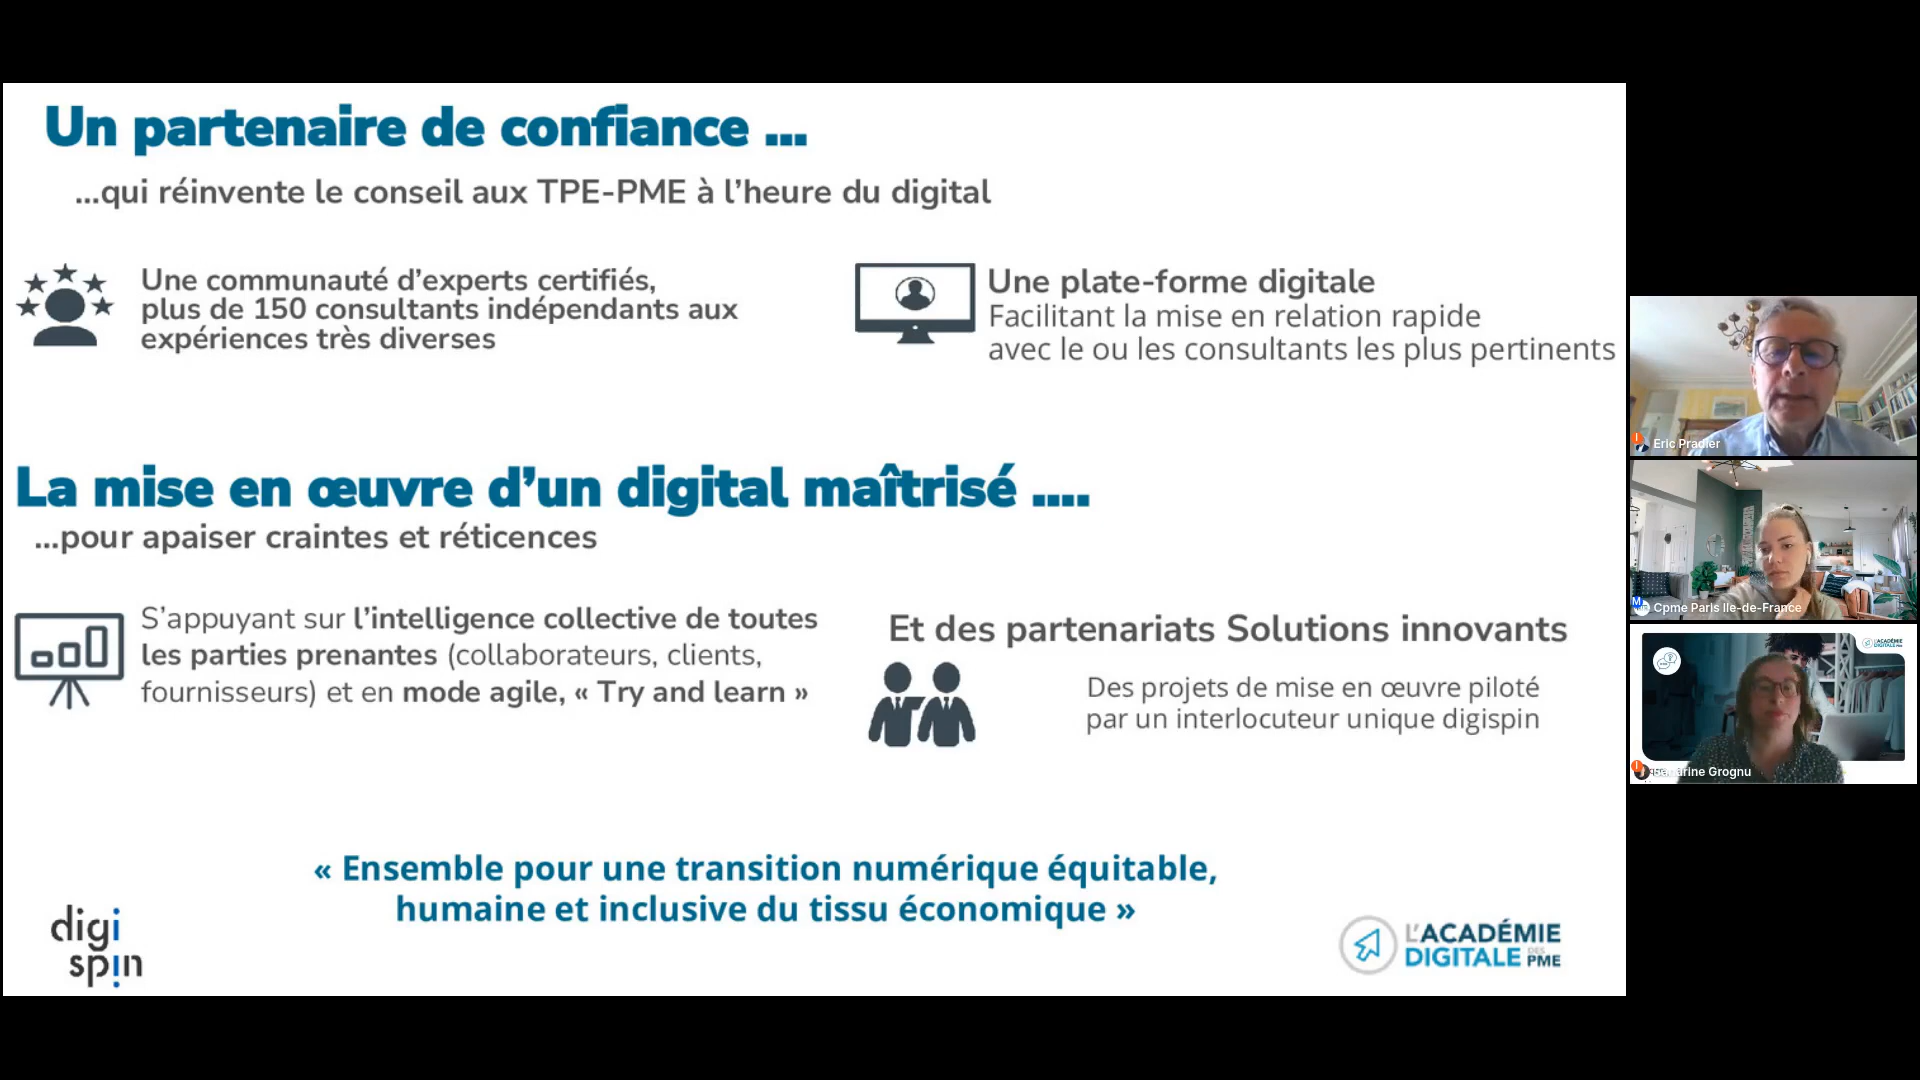 Un partenaire de confiance ...
...qui réinvente le conseil aux TPE-PME à l’heure du digital
Une communauté d’experts certifiés,
plus de 150 consultants indépendants aux
expériences très diverses
Une plate-forme digitale
Facilitant la mise en relation rapide
avec le ou les consultants les plus pertinents
La mise en œuvre d’un digital maîtrisé ....
...pour apaiser craintes et réticences
S’appuyant sur l’intelligence collective de toutes
les parties prenantes (collaborateurs, clients,
fournisseurs) et en mode agile, « Try and learn »
Et des partenariats Solutions innovants
Des projets de mise en œuvre piloté
par un interlocuteur unique digispin
« Ensemble pour une transition numérique équitable,
humaine et inclusive du tissu économique »
digi
spin
L’ACADÉMIE
DIGITALE DES PME
Eric Pradier
Cpme Paris Ile-de-France
Grognu
L’ACADÉMIE
DIGITALE